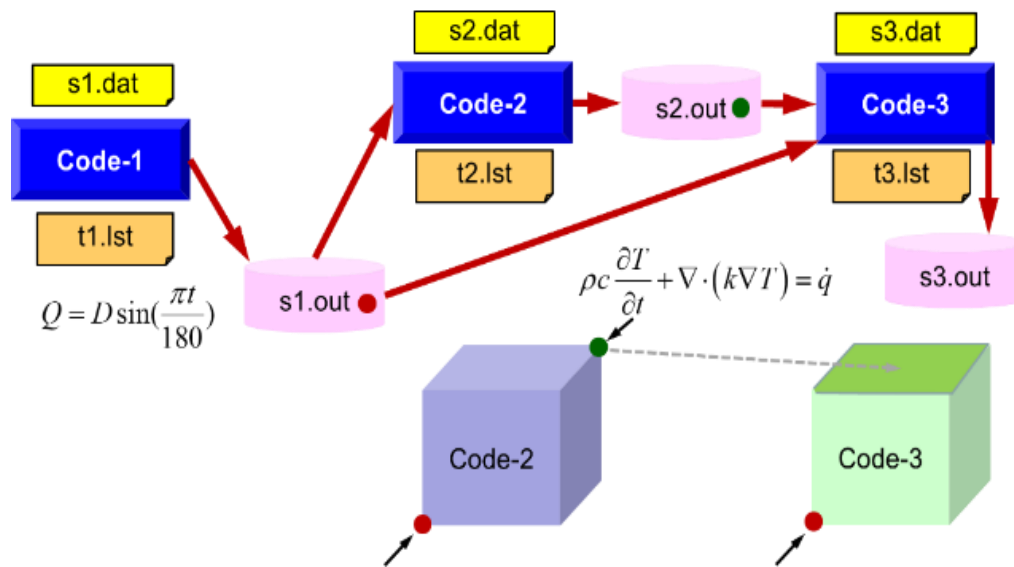 s1.dat
Code-1
t1.lst
Q = D sin(πt/180)
s1.out
s2.dat
Code-2
t2.lst
s2.out
s3.dat
Code-3
t3.lst
s3.out
ρc ∂T/∂t + ∇·(k∇T) = q̇
Code-2
Code-3